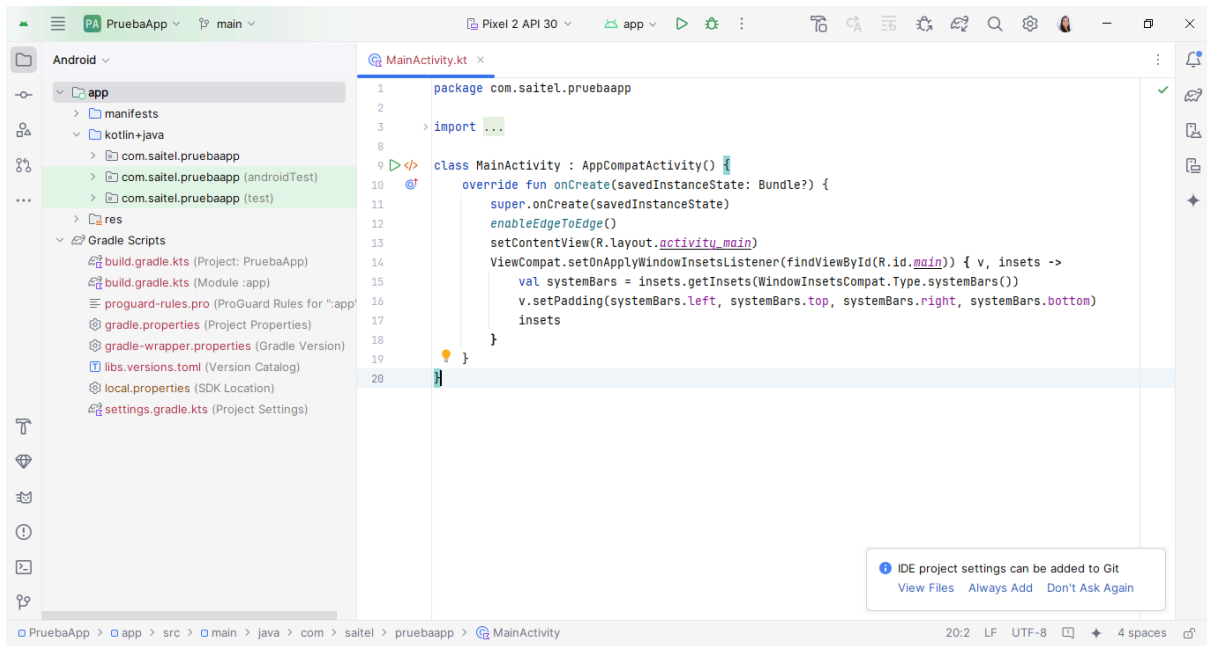 PA PruebaApp main Pixel 2 API 30 app
Android
app
manifests
kotlin+java
com.saitel.pruebaapp
com.saitel.pruebaapp (androidTest)
com.saitel.pruebaapp (test)
res
Gradle Scripts
build.gradle.kts (Project: PruebaApp)
build.gradle.kts (Module :app)
proguard-rules.pro (ProGuard Rules for ":app"
gradle.properties (Project Properties)
gradle-wrapper.properties (Gradle Version)
libs.versions.toml (Version Catalog)
local.properties (SDK Location)
settings.gradle.kts (Project Settings)
MainActivity.kt
1 package com.saitel.pruebaapp
2
3 import ...
8
9 class MainActivity : AppCompatActivity() {
10 override fun onCreate(savedInstanceState: Bundle?) {
11 super.onCreate(savedInstanceState)
12 enableEdgeToEdge()
13 setContentView(R.layout.activity_main)
14 ViewCompat.setOnApplyWindowInsetsListener(findViewById(R.id.main)) { v, insets ->
15 val systemBars = insets.getInsets(WindowInsetsCompat.Type.systemBars())
16 v.setPadding(systemBars.left, systemBars.top, systemBars.right, systemBars.bottom)
17 insets
18 }
19 }
20 }
IDE project settings can be added to Git
View Files Always Add Don't Ask Again
PruebaApp > app > src > main > java > com > saitel > pruebaapp > MainActivity 20:2 LF UTF-8 4 spaces